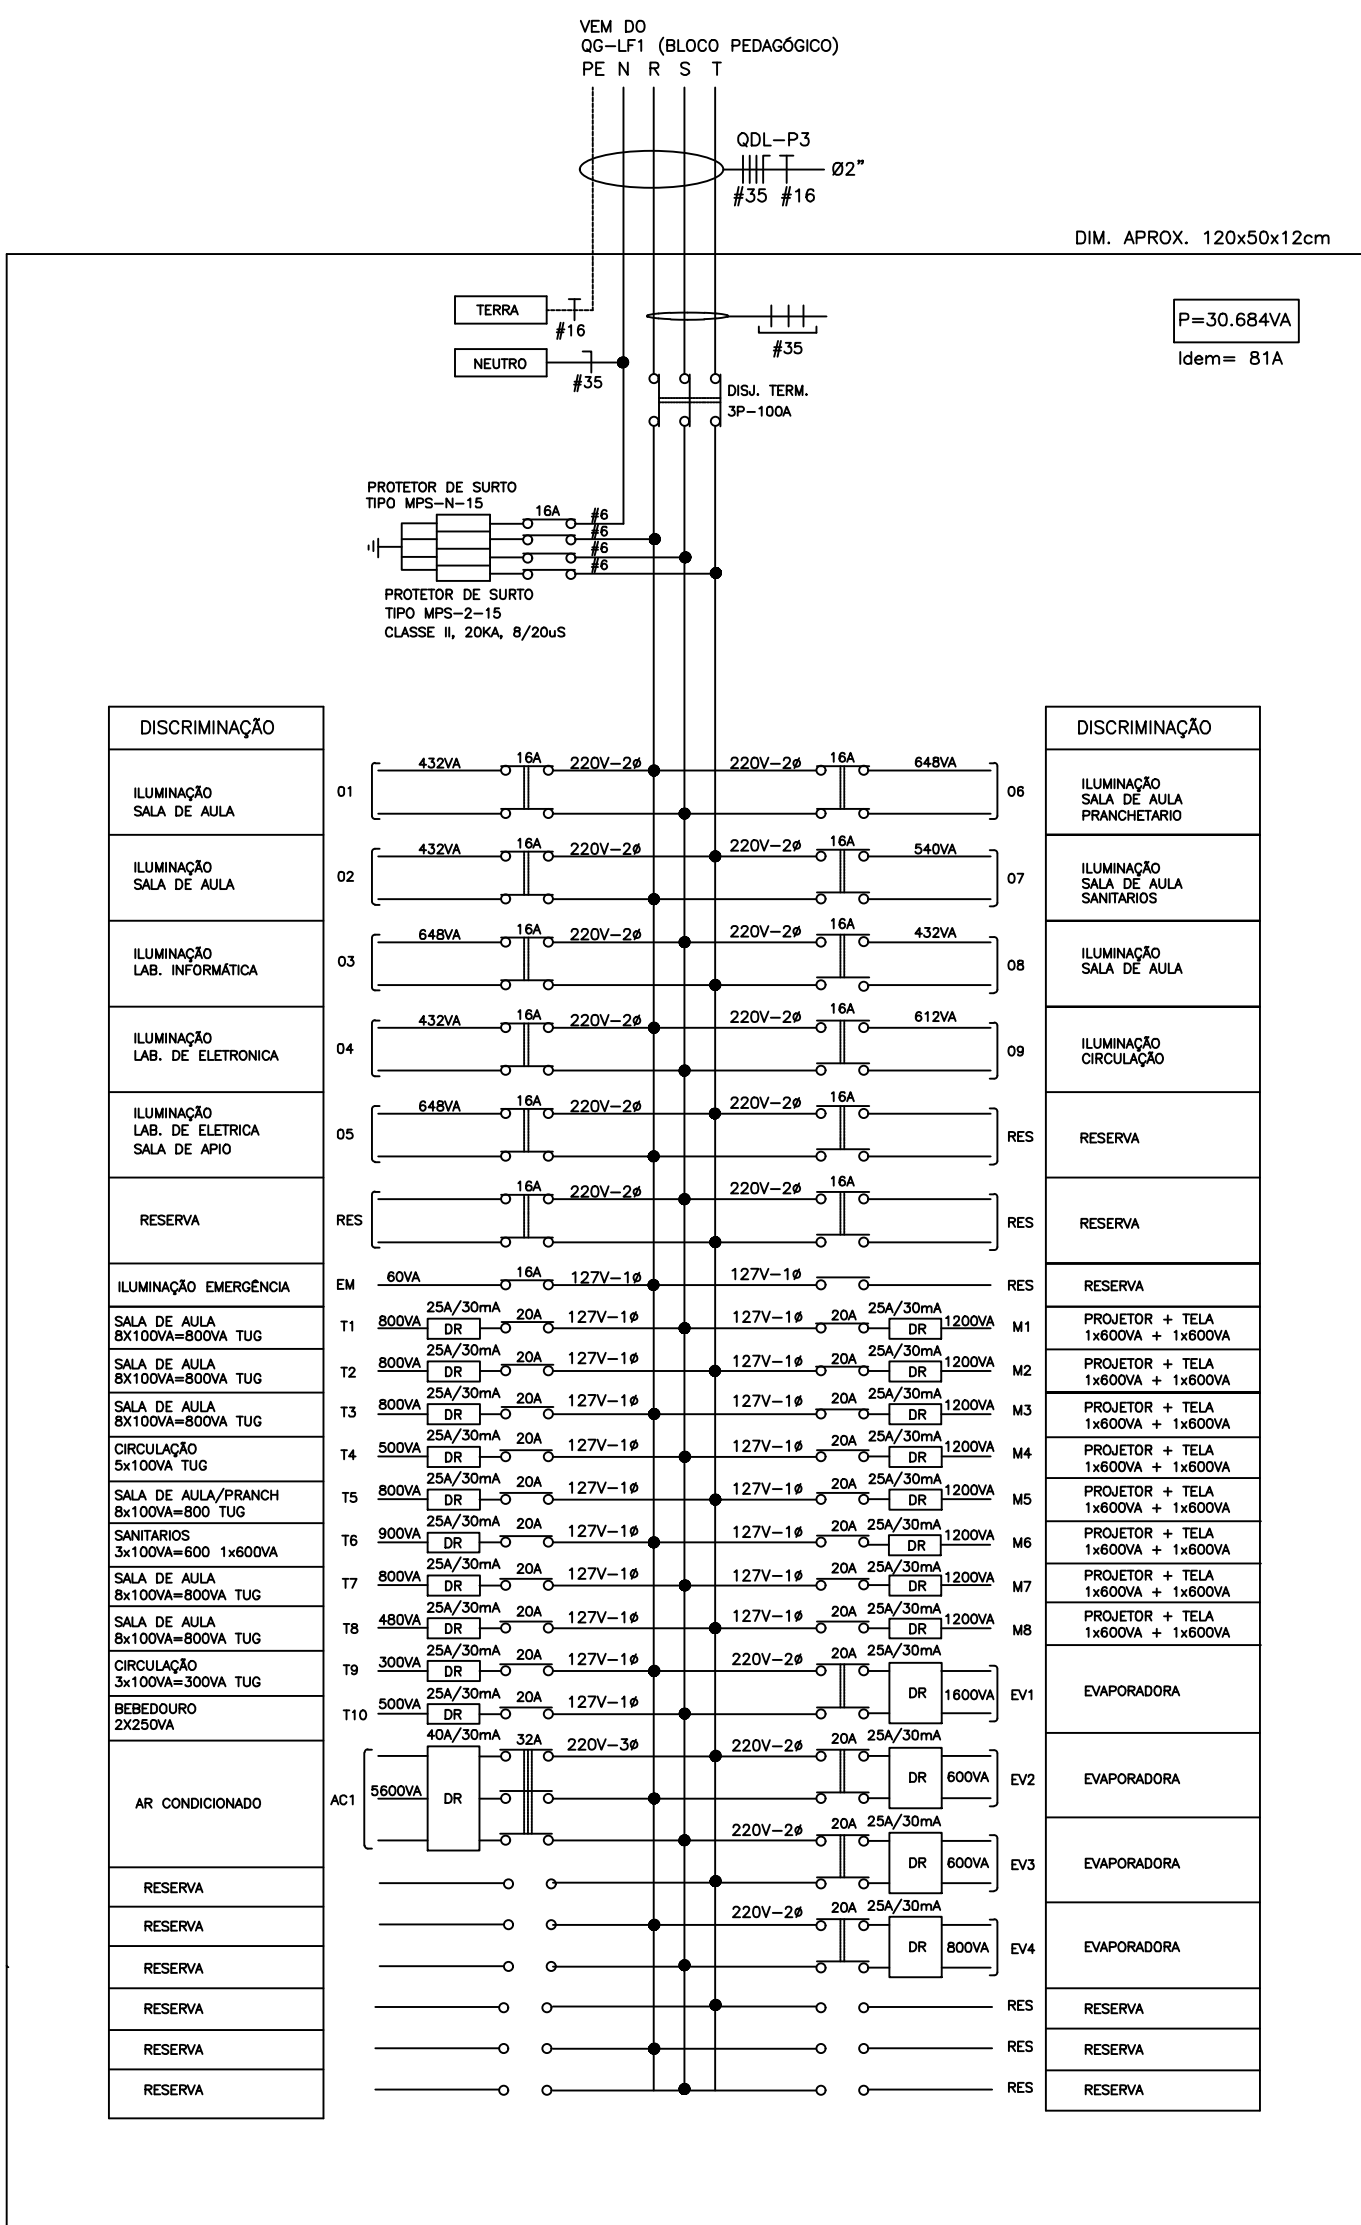 VEM DO
QG-LF1 (BLOCO PEDAGÓGICO)
PE N R S T
QDL-P3
Ø2”
#35 #16
DIM. APROX. 120x50x12cm
TERRA
#16
NEUTRO
#35
#35
P=30.684VA
Idem= 81A
DISJ. TERM.
3P-100A
PROTETOR DE SURTO
TIPO MPS-N-15
16A
#6
#6
#6
#6
PROTETOR DE SURTO
TIPO MPS-2-15
CLASSE II, 20KA, 8/20uS
DISCRIMINAÇÃO
DISCRIMINAÇÃO
ILUMINAÇÃO
SALA DE AULA
01 432VA 16A 220V-2ø
220V-2ø 16A 648VA 06
ILUMINAÇÃO
SALA DE AULA
PRANCHETARIO
ILUMINAÇÃO
SALA DE AULA
02 432VA 16A 220V-2ø
220V-2ø 16A 540VA 07
ILUMINAÇÃO
SALA DE AULA
SANITARIOS
ILUMINAÇÃO
LAB. INFORMÁTICA
03 648VA 16A 220V-2ø
220V-2ø 16A 432VA 08
ILUMINAÇÃO
SALA DE AULA
ILUMINAÇÃO
LAB. DE ELETRONICA
04 432VA 16A 220V-2ø
220V-2ø 16A 612VA 09
ILUMINAÇÃO
CIRCULAÇÃO
ILUMINAÇÃO
LAB. DE ELETRICA
SALA DE APIO
05 648VA 16A 220V-2ø
220V-2ø 16A RES
RESERVA
RESERVA
RES 16A 220V-2ø
220V-2ø 16A RES
RESERVA
ILUMINAÇÃO EMERGÊNCIA
EM 60VA 16A 127V-1ø
127V-1ø RES
RESERVA
SALA DE AULA
8X100VA=800VA TUG
T1 800VA 25A/30mA DR 20A 127V-1ø
127V-1ø 20A 25A/30mA DR 1200VA M1
PROJETOR + TELA
1x600VA + 1x600VA
SALA DE AULA
8X100VA=800VA TUG
T2 800VA 25A/30mA DR 20A 127V-1ø
127V-1ø 20A 25A/30mA DR 1200VA M2
PROJETOR + TELA
1x600VA + 1x600VA
SALA DE AULA
8X100VA=800VA TUG
T3 800VA 25A/30mA DR 20A 127V-1ø
127V-1ø 20A 25A/30mA DR 1200VA M3
PROJETOR + TELA
1x600VA + 1x600VA
CIRCULAÇÃO
5x100VA TUG
T4 500VA 25A/30mA DR 20A 127V-1ø
127V-1ø 20A 25A/30mA DR 1200VA M4
PROJETOR + TELA
1x600VA + 1x600VA
SALA DE AULA/PRANCH
8x100VA=800 TUG
T5 800VA 25A/30mA DR 20A 127V-1ø
127V-1ø 20A 25A/30mA DR 1200VA M5
PROJETOR + TELA
1x600VA + 1x600VA
SANITARIOS
3x100VA=600 1x600VA
T6 900VA 25A/30mA DR 20A 127V-1ø
127V-1ø 20A 25A/30mA DR 1200VA M6
PROJETOR + TELA
1x600VA + 1x600VA
SALA DE AULA
8x100VA=800VA TUG
T7 800VA 25A/30mA DR 20A 127V-1ø
127V-1ø 20A 25A/30mA DR 1200VA M7
PROJETOR + TELA
1x600VA + 1x600VA
SALA DE AULA
8x100VA=800VA TUG
T8 480VA 25A/30mA DR 20A 127V-1ø
127V-1ø 20A 25A/30mA DR 1200VA M8
PROJETOR + TELA
1x600VA + 1x600VA
CIRCULAÇÃO
3x100VA=300VA TUG
T9 300VA 25A/30mA DR 20A 127V-1ø
220V-2ø 20A 25A/30mA DR 1600VA EV1
EVAPORADORA
BEBEDOURO
2X250VA
T10 500VA 25A/30mA DR 20A 127V-1ø
AR CONDICIONADO
AC1 5600VA 40A/30mA DR 32A 220V-3ø
220V-2ø 20A 25A/30mA DR 600VA EV2
EVAPORADORA
220V-2ø 20A 25A/30mA DR 600VA EV3
EVAPORADORA
RESERVA
RESERVA
220V-2ø 20A 25A/30mA DR 800VA EV4
EVAPORADORA
RESERVA
RESERVA
RES RESERVA
RESERVA
RES RESERVA
RESERVA
RES RESERVA